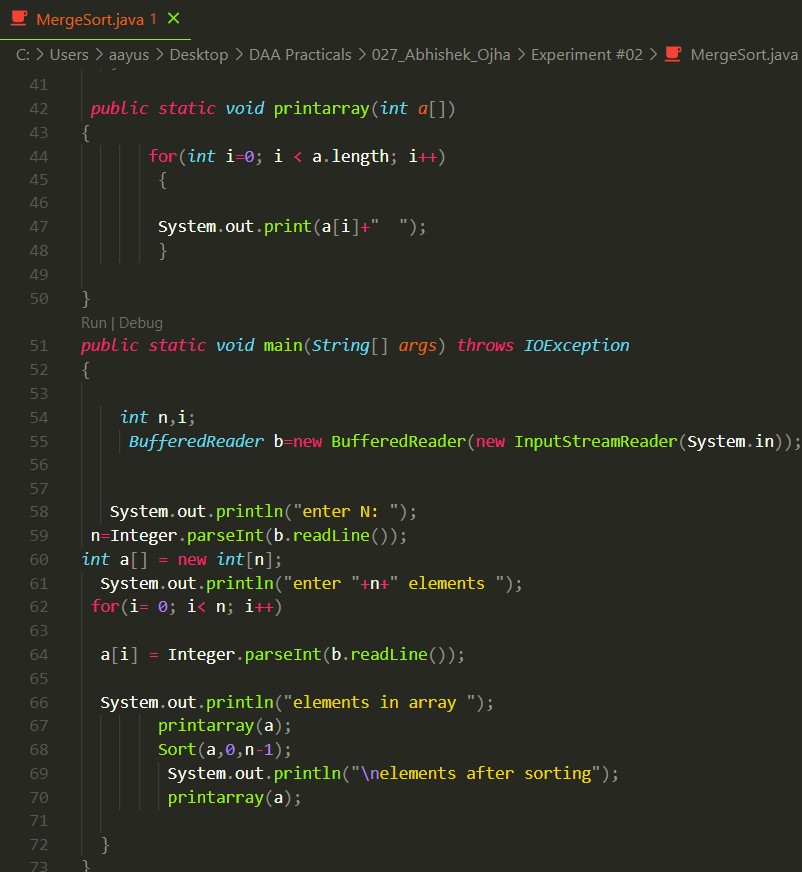 MergeSort.java 1 ×
C: > Users > aayus > Desktop > DAA Practicals > 027_Abhishek_Ojha > Experiment #02 > MergeSort.java
41
42 public static void printarray(int a[])
43 {
44 for(int i=0; i < a.length; i++)
45 {
46
47 System.out.print(a[i]+"  ");
48 }
49
50 }
Run | Debug
51 public static void main(String[] args) throws IOException
52 {
53
54 int n,i;
55 BufferedReader b=new BufferedReader(new InputStreamReader(System.in));
56
57
58 System.out.println("enter N: ");
59 n=Integer.parseInt(b.readLine());
60 int a[] = new int[n];
61 System.out.println("enter "+n+" elements ");
62 for(i= 0; i< n; i++)
63
64 a[i] = Integer.parseInt(b.readLine());
65
66 System.out.println("elements in array ");
67 printarray(a);
68 Sort(a,0,n-1);
69 System.out.println("\nelements after sorting");
70 printarray(a);
71
72 }
73 }